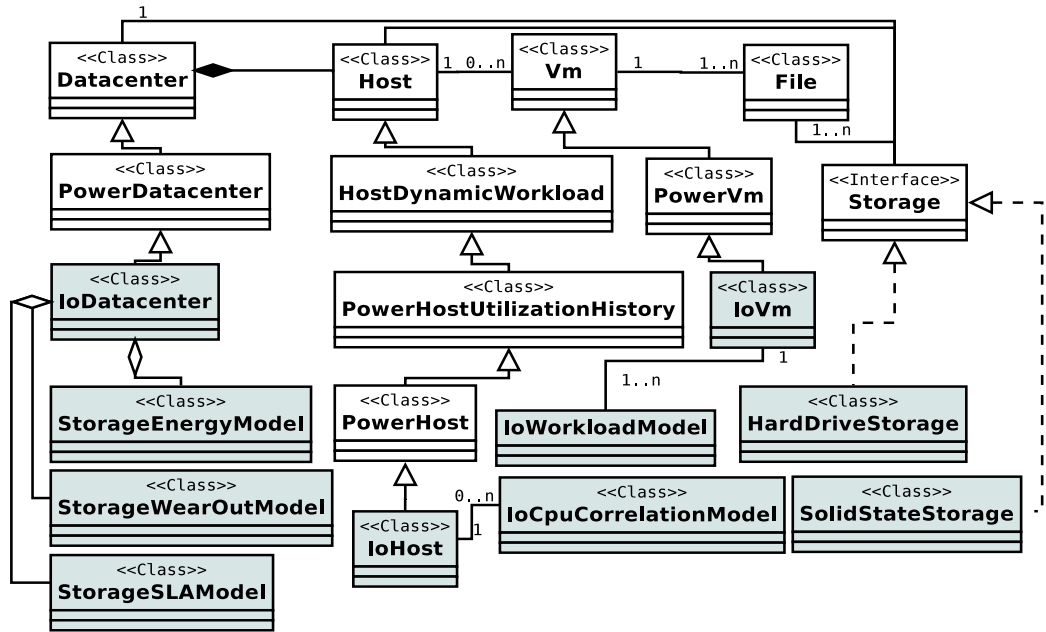 1
<<Class>>
Datacenter
<<Class>>
Host
1
0..n
<<Class>>
Vm
1
1..n
<<Class>>
File
1..n
<<Class>>
PowerDatacenter
<<Class>>
HostDynamicWorkload
<<Class>>
PowerVm
<<Interface>>
Storage
<<Class>>
IoDatacenter
<<Class>>
PowerHostUtilizationHistory
<<Class>>
IoVm
1
1..n
<<Class>>
StorageEnergyModel
<<Class>>
PowerHost
IoWorkloadModel
<<Class>>
HardDriveStorage
<<Class>>
StorageWearOutModel
0..n
1
<<Class>>
IoCpuCorrelationModel
<<Class>>
SolidStateStorage
<<Class>>
IoHost
<<Class>>
StorageSLAModel